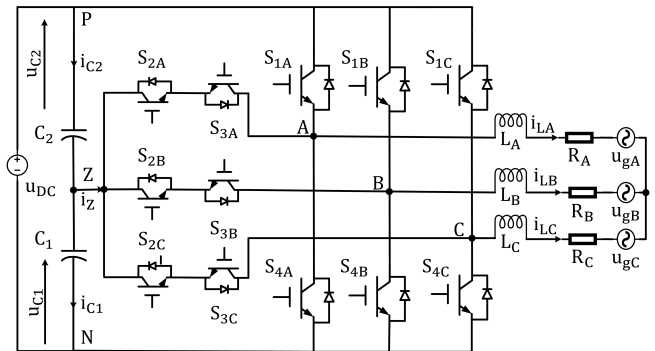 P
u_C2
i_C2
C_2
S_2A
S_3A
S_1A
S_1B
S_1C
A
L_A
i_LA
R_A
u_gA
u_DC
Z
i_Z
S_2B
S_3B
B
L_B
i_LB
R_B
u_gB
C_1
S_2C
S_3C
C
L_C
i_LC
R_C
u_gC
u_C1
i_C1
S_4A
S_4B
S_4C
N